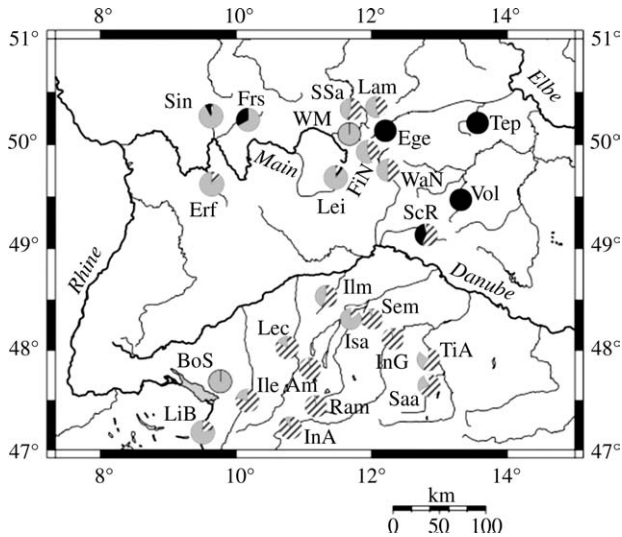 8° 10° 12° 14°
51°
51°
Elbe
SSa Lam
Sin Frs
WM
Ege Tep
50°
50°
Main
FiN
WaN
Erf
Lei
Vol
ScR
49°
49°
Rhine
Danube
Ilm
Sem
Lec
Isa
InG
TiA
48°
48°
BoS
Ile
Am
Ram
Saa
LiB
InA
47°
47°
8° 10° 12° 14°
km
0 50 100